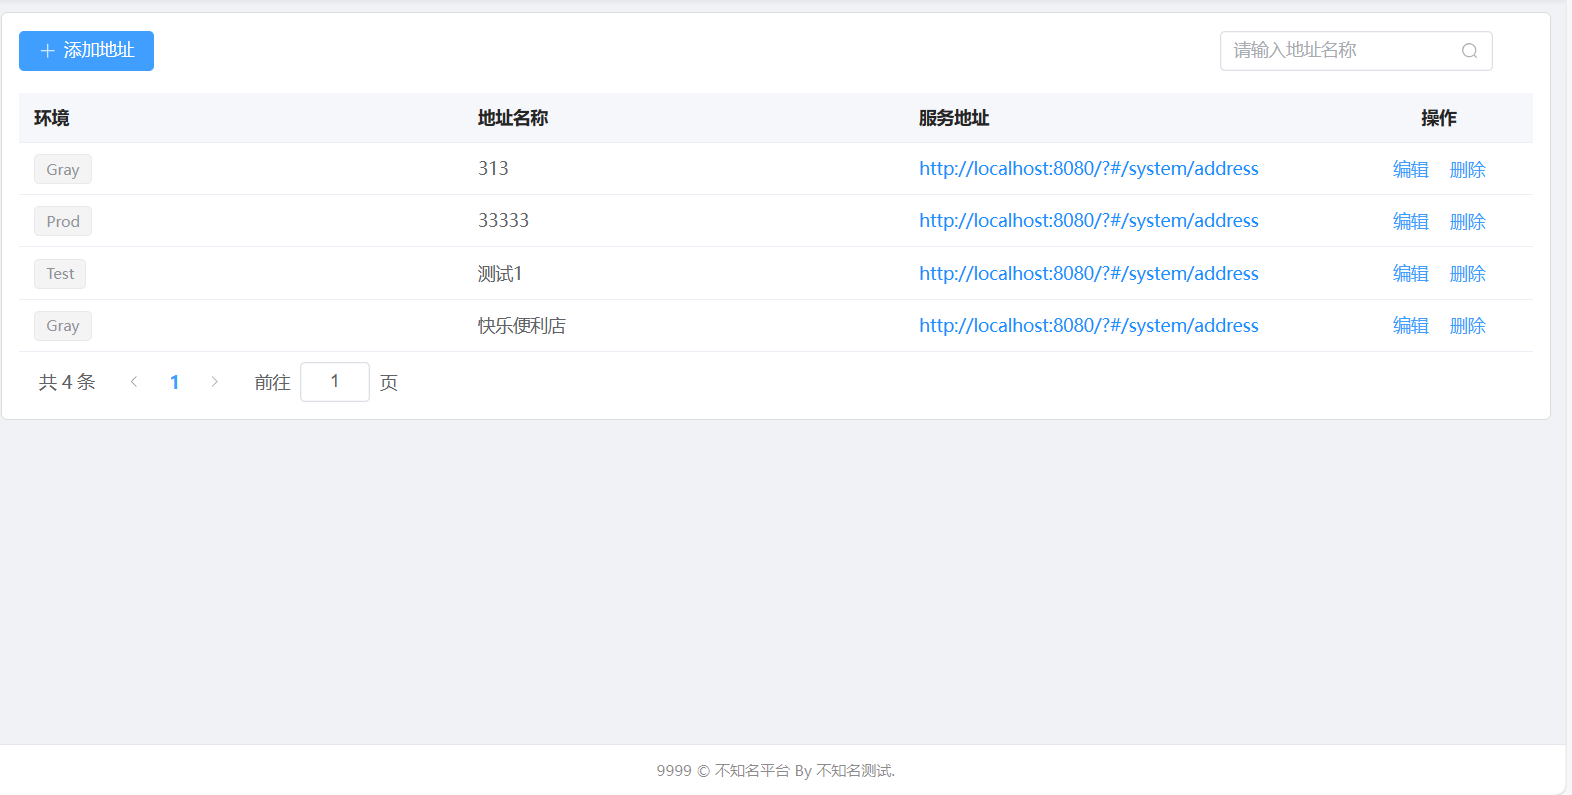 添加地址 请输入地址名称
环境 地址名称 服务地址 操作
Gray 313 http://localhost:8080/?#/system/address 编辑 删除
Prod 33333 http://localhost:8080/?#/system/address 编辑 删除
Test 测试1 http://localhost:8080/?#/system/address 编辑 删除
Gray 快乐便利店 http://localhost:8080/?#/system/address 编辑 删除
共 4 条 1 前往 1 页
9999 © 不知名平台 By 不知名测试.